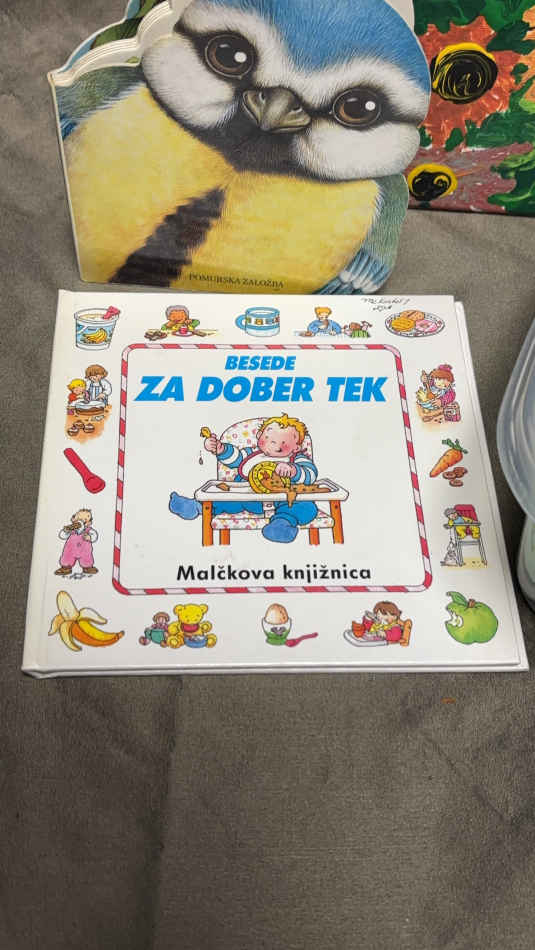 POMURSKA ZALOŽBA
BESEDE
ZA DOBER TEK
Malčkova knjižnica